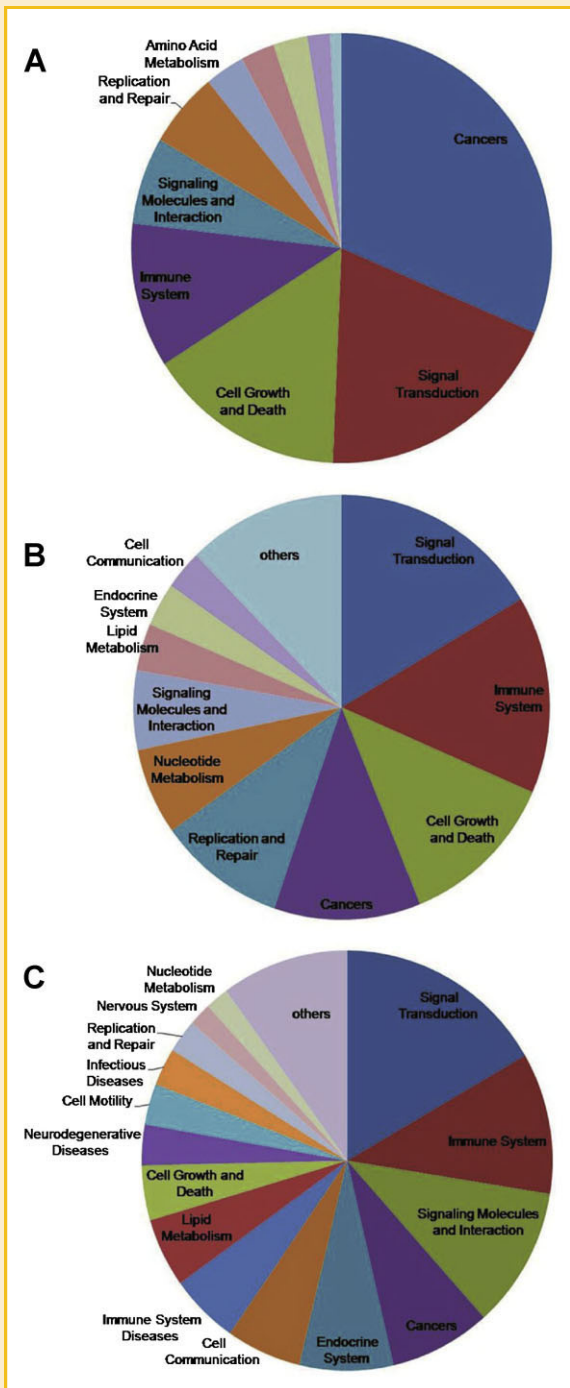 A
Amino Acid
Metabolism
Replication
and Repair
Cancers
Signaling
Molecules and
Interaction
Immune
System
Signal
Transduction
Cell Growth
and Death
B
Cell
Communication
others
Signal
Transduction
Endocrine
System
Lipid
Metabolism
Immune
System
Signaling
Molecules and
Interaction
Nucleotide
Metabolism
Cell Growth
and Death
Replication and
Repair
Cancers
C
Nucleotide
Metabolism
Nervous System
others
Signal
Transduction
Replication
and Repair
Infectious
Diseases
Cell Motility
Neurodegenerative
Diseases
Immune System
Cell Growth and
Death
Signaling Molecules
and Interaction
Lipid
Metabolism
Immune System
Diseases
Cell
Communication
Endocrine
System
Cancers